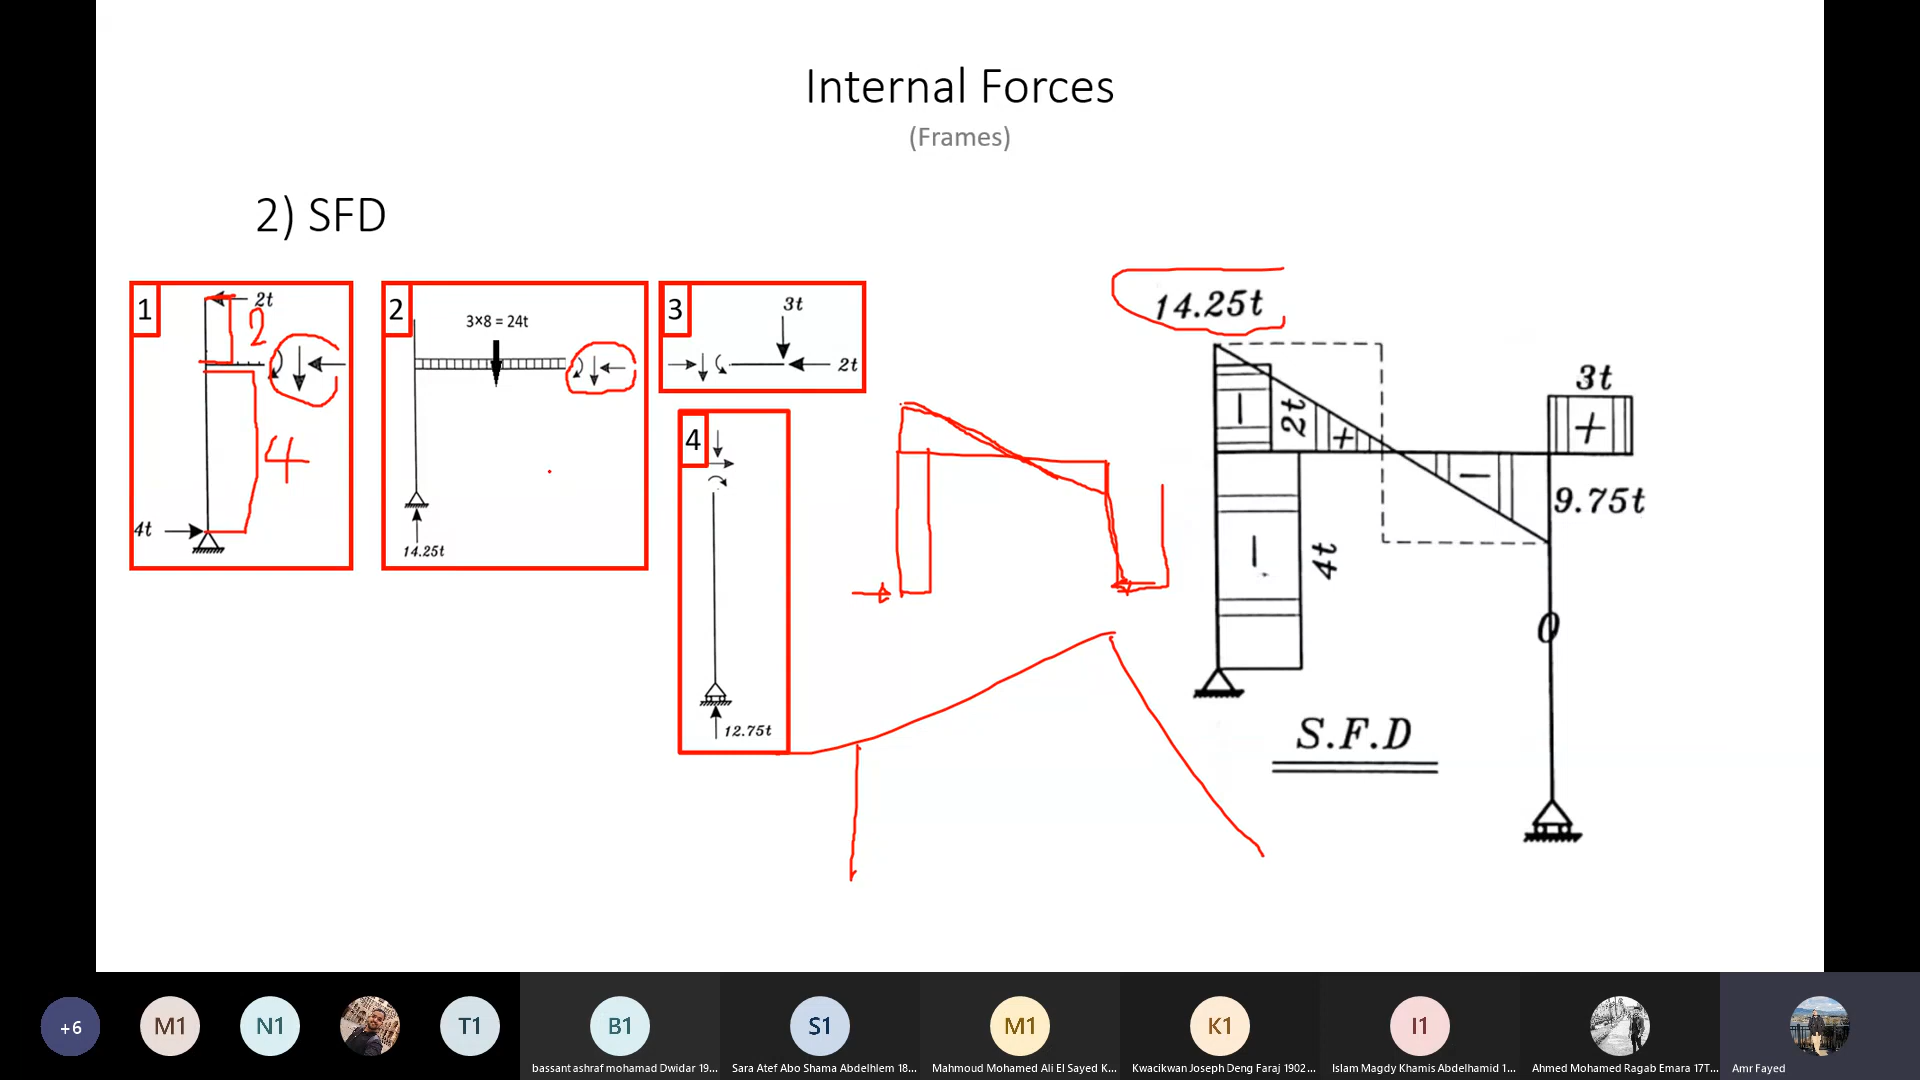 Internal Forces
(Frames)
2) SFD
1
2t
2
4
4t
2
3×8 = 24t
14.25t
3
3t
2t
4
12.75t
14.25t
3t
2t
+
+
−
−
−
9.75t
4t
0
S.F.D
+6
M1
N1
T1
B1
S1
M1
K1
I1
bassant ashraf mohamad Dwidar 19...
Sara Atef Abo Shama Abdelhlem 18...
Mahmoud Mohamed Ali El Sayed K...
Kwacikwan Joseph Deng Faraj 1902...
Islam Magdy Khamis Abdelhamid 1...
Ahmed Mohamed Ragab Emara 17T...
Amr Fayed